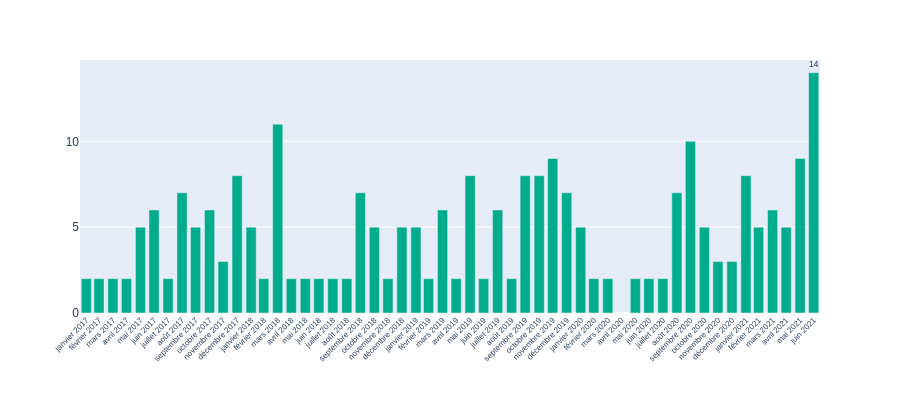 14
10
5
0
janvier 2017
février 2017
mars 2017
avril 2017
mai 2017
juin 2017
juillet 2017
août 2017
septembre 2017
octobre 2017
novembre 2017
décembre 2017
janvier 2018
février 2018
mars 2018
avril 2018
mai 2018
juin 2018
juillet 2018
août 2018
septembre 2018
octobre 2018
novembre 2018
décembre 2018
janvier 2019
février 2019
mars 2019
avril 2019
mai 2019
juin 2019
juillet 2019
août 2019
septembre 2019
octobre 2019
novembre 2019
décembre 2019
janvier 2020
février 2020
mars 2020
avril 2020
mai 2020
juin 2020
juillet 2020
août 2020
septembre 2020
octobre 2020
novembre 2020
décembre 2020
janvier 2021
février 2021
mars 2021
avril 2021
mai 2021
juin 2021